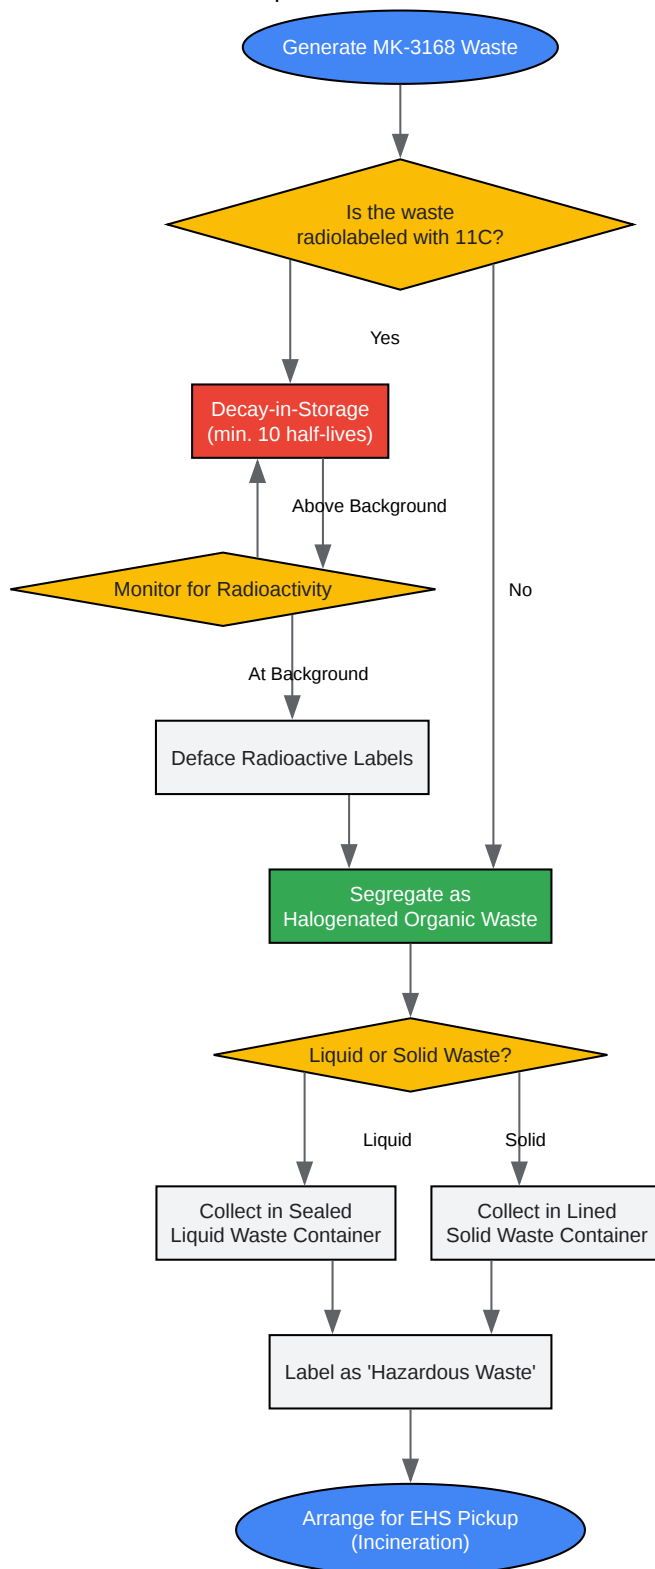 Generate MK-3168 Waste
Is the waste
radiolabeled with 11C?
Yes
Decay-in-Storage
(min. 10 half-lives)
Above Background
Monitor for Radioactivity
No
At Background
Deface Radioactive Labels
Segregate as
Halogenated Organic Waste
Liquid or Solid Waste?
Liquid
Solid
Collect in Sealed
Liquid Waste Container
Collect in Lined
Solid Waste Container
Label as 'Hazardous Waste'
Arrange for EHS Pickup
(Incineration)